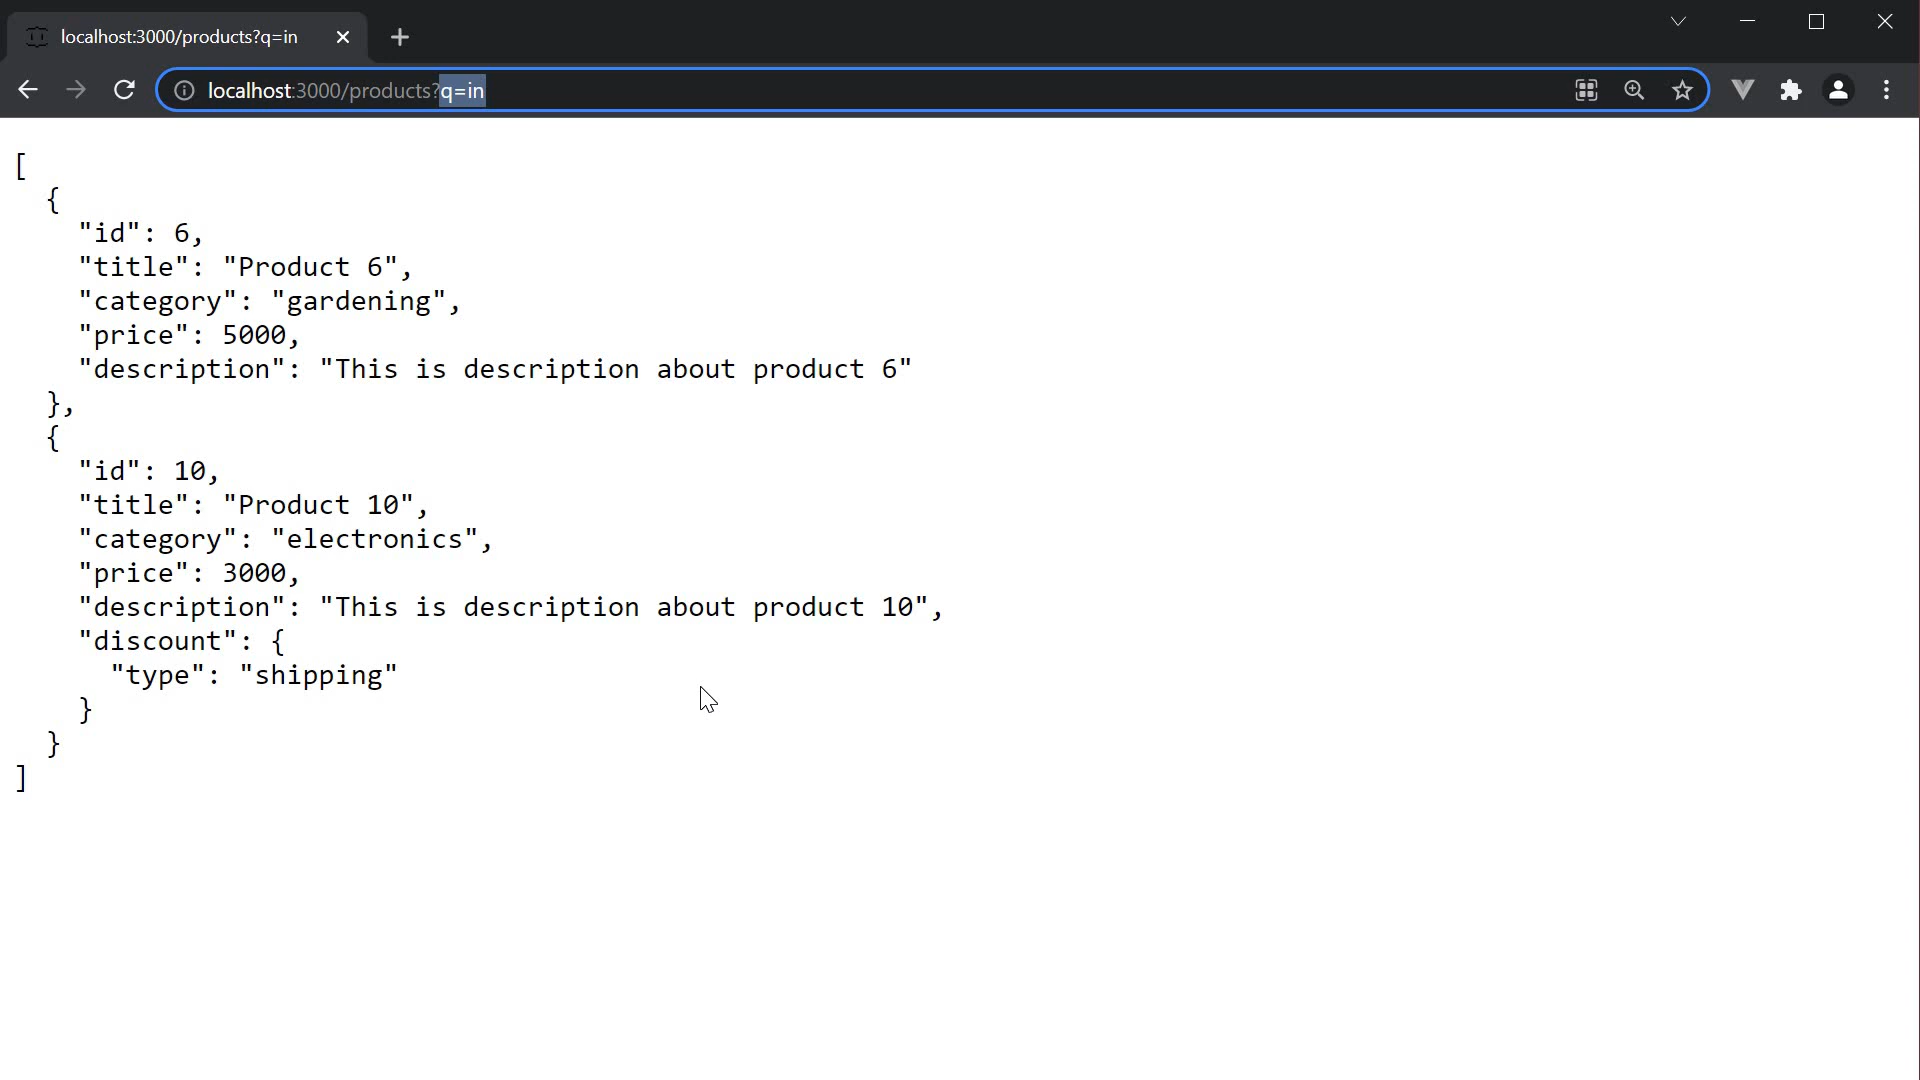 localhost:3000/products?q=in
localhost:3000/products?q=in
[
  {
    "id": 6,
    "title": "Product 6",
    "category": "gardening",
    "price": 5000,
    "description": "This is description about product 6"
  },
  {
    "id": 10,
    "title": "Product 10",
    "category": "electronics",
    "price": 3000,
    "description": "This is description about product 10",
    "discount": {
      "type": "shipping"
    }
  }
]